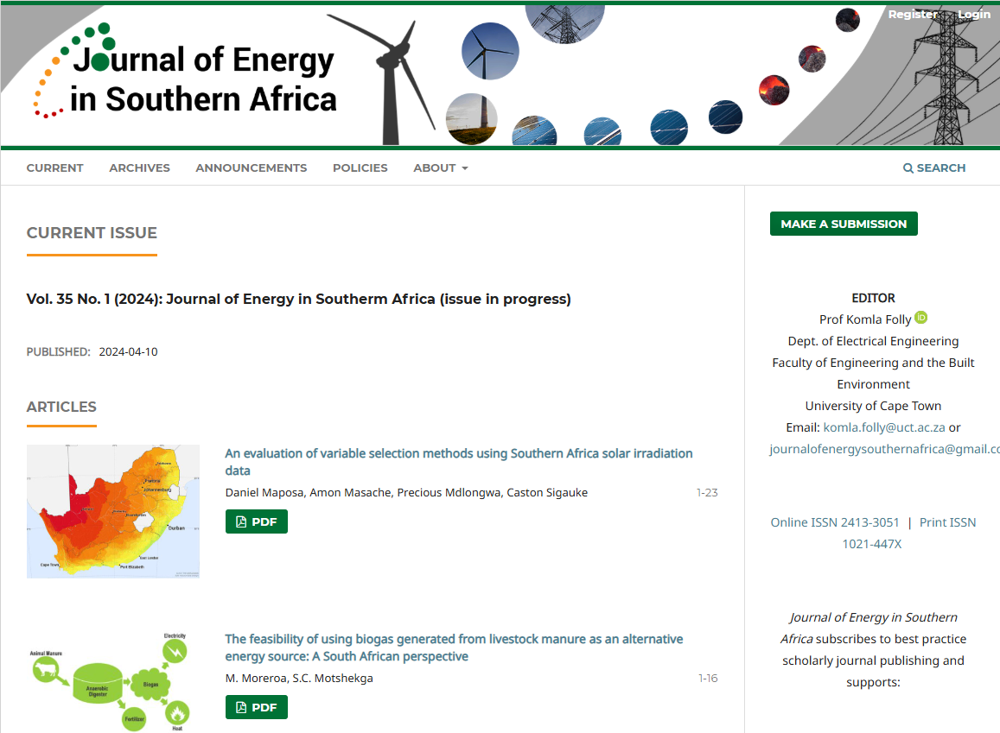 Register Login
Journal of Energy
in Southern Africa
CURRENT ARCHIVES ANNOUNCEMENTS POLICIES ABOUT SEARCH
CURRENT ISSUE
Vol. 35 No. 1 (2024): Journal of Energy in Southerm Africa (issue in progress)
PUBLISHED: 2024-04-10
ARTICLES
An evaluation of variable selection methods using Southern Africa solar irradiation
data
Daniel Maposa, Amon Masache, Precious Mdlongwa, Caston Sigauke 1-23
PDF
Pretoria
Johannesburg
Bloemfontein
Durban
East London
Cape Town
Port Elizabeth
The feasibility of using biogas generated from livestock manure as an alternative
energy source: A South African perspective
M. Moreroa, S.C. Motshekga 1-16
PDF
Electricity
Animal Manure
Anaerobic
Digester
Biogas
Fertilizer
Heat
MAKE A SUBMISSION
EDITOR
Prof Komla Folly iD
Dept. of Electrical Engineering
Faculty of Engineering and the Built
Environment
University of Cape Town
Email: komla.folly@uct.ac.za or
journalofenergysouthernafrica@gmail.co
Online ISSN 2413-3051 | Print ISSN
1021-447X
Journal of Energy in Southern
Africa subscribes to best practice
scholarly journal publishing and
supports: